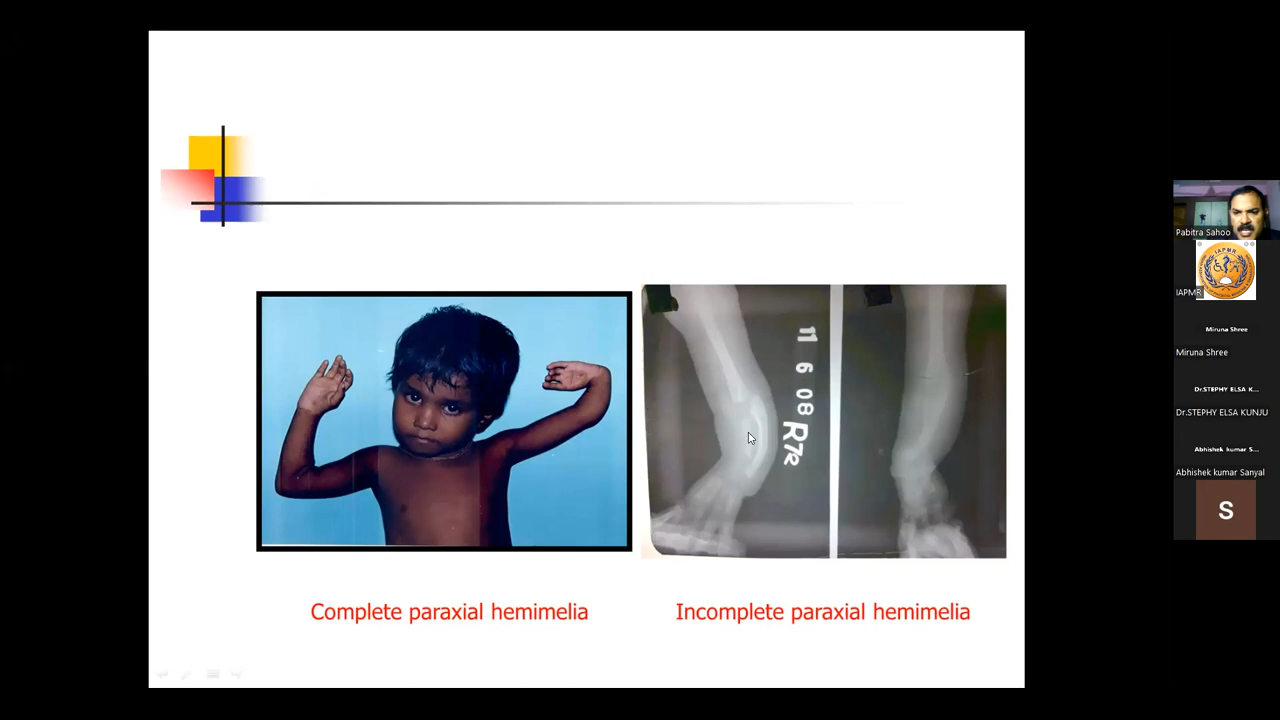 11 6 08
R
Complete paraxial hemimelia
Incomplete paraxial hemimelia
Pabitra Sahoo
IAPMR
IAPMR
Miruna Shree
Miruna Shree
Dr.STEPHY ELSA K...
Dr.STEPHY ELSA KUNJU
Abhishek kumar S...
Abhishek kumar Sanyal
S